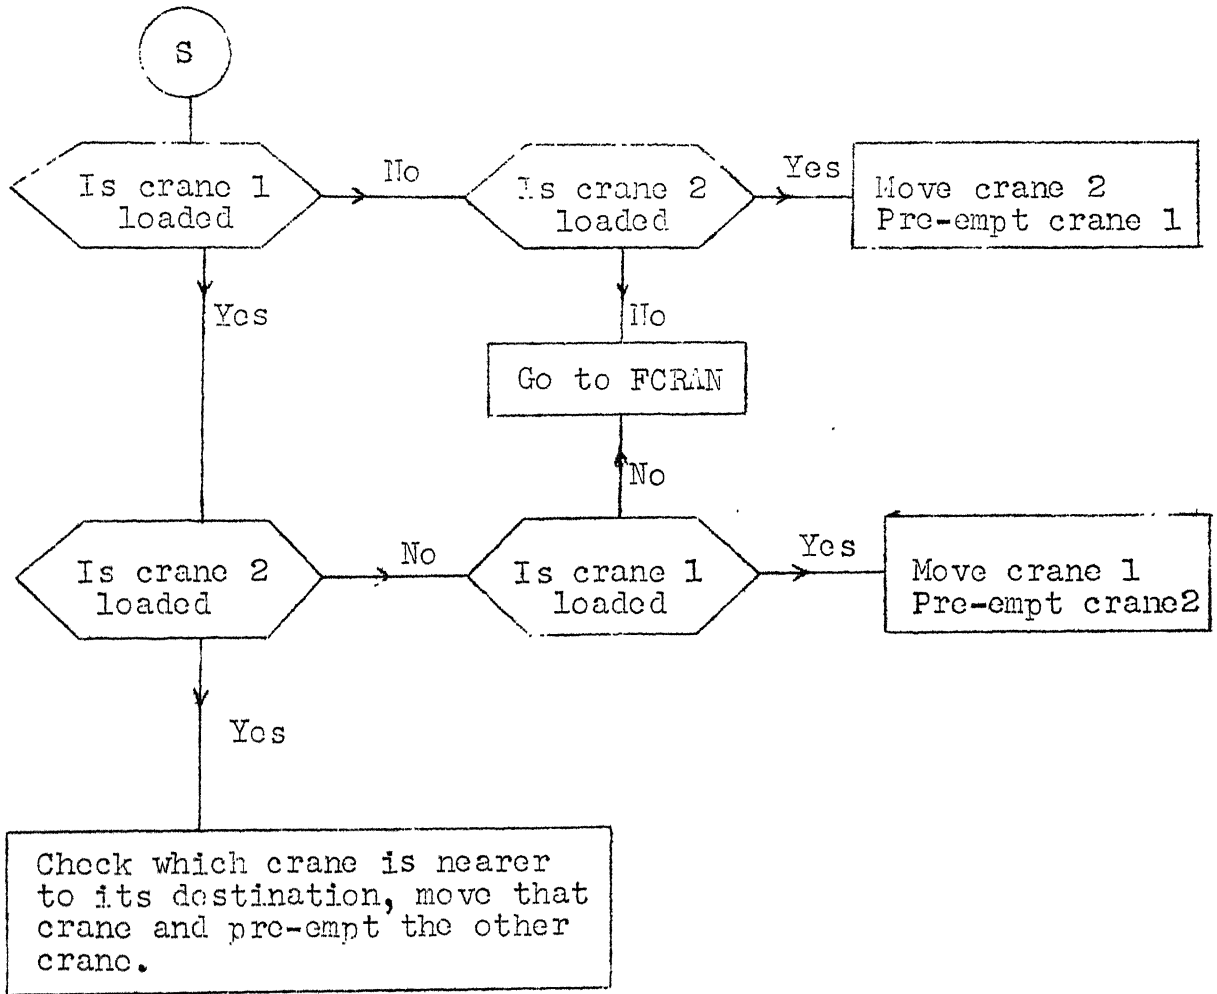 S
Is crane 1
loaded
No
Is crane 2
loaded
Yes
Move crane 2
Pre-empt crane 1
Yes
No
Go to FCRAN
No
Is crane 2
loaded
No
Is crane 1
loaded
Yes
Move crane 1
Pre-empt crane2
Yes
Check which crane is nearer
to its destination, move that
crane and pre-empt the other
crane.